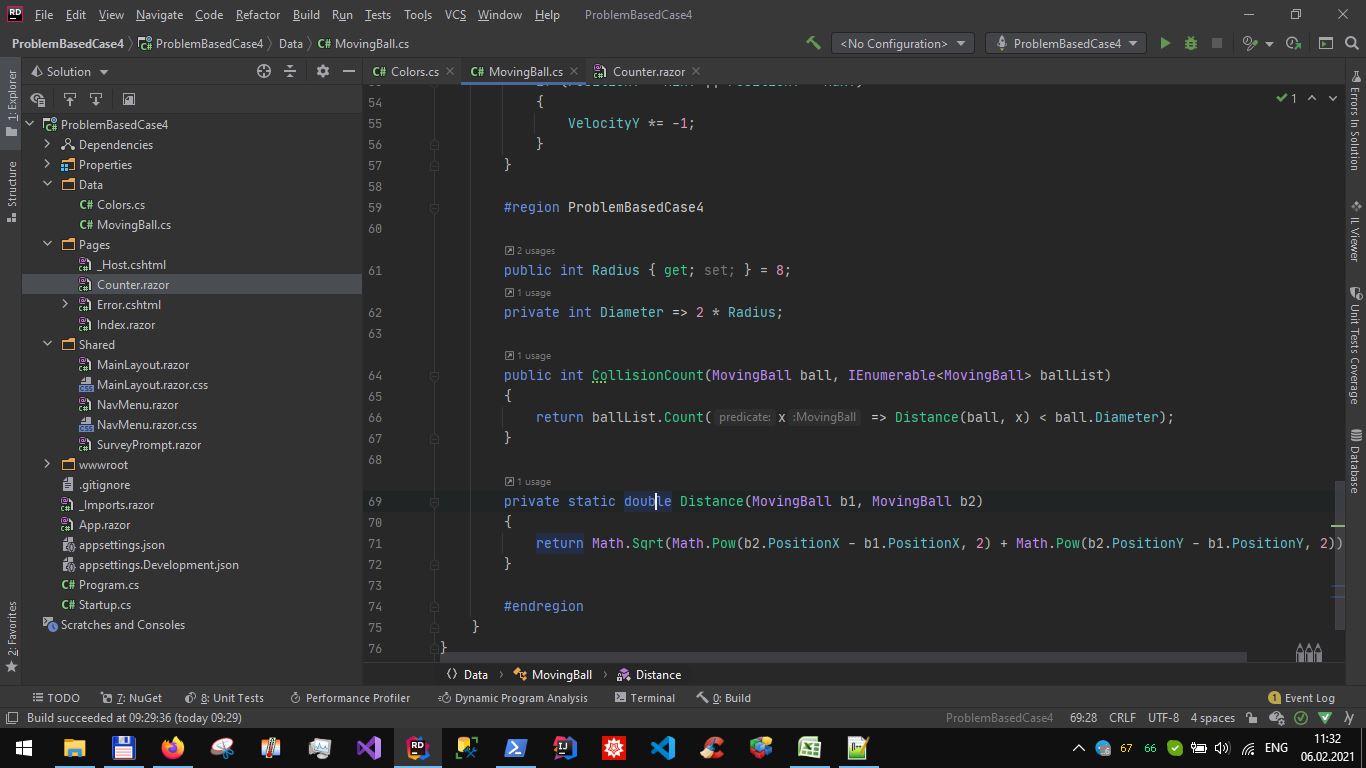 RD File Edit View Navigate Code Refactor Build Run Tests Tools VCS Window Help ProblemBasedCase4
ProblemBasedCase4 ProblemBasedCase4 Data C# MovingBall.cs <No Configuration> ProblemBasedCase4
1: Explorer
Structure
2: Favorites
Solution
ProblemBasedCase4
Dependencies
Properties
Data
C# Colors.cs
C# MovingBall.cs
Pages
_Host.cshtml
Counter.razor
Error.cshtml
Index.razor
Shared
MainLayout.razor
MainLayout.razor.css
NavMenu.razor
NavMenu.razor.css
SurveyPrompt.razor
wwwroot
.gitignore
_Imports.razor
App.razor
appsettings.json
appsettings.Development.json
C# Program.cs
C# Startup.cs
Scratches and Consoles
C# Colors.cs C# MovingBall.cs Counter.razor
1
54 {
55 VelocityY *= -1;
56 }
57 }
58
59 #region ProblemBasedCase4
60
2 usages
61 public int Radius { get; set; } = 8;
1 usage
62 private int Diameter => 2 * Radius;
63
1 usage
64 public int CollisionCount(MovingBall ball, IEnumerable<MovingBall> ballList)
65 {
66 return ballList.Count( predicate: x :MovingBall => Distance(ball, x) < ball.Diameter);
67 }
68
1 usage
69 private static double Distance(MovingBall b1, MovingBall b2)
70 {
71 return Math.Sqrt(Math.Pow(b2.PositionX - b1.PositionX, 2) + Math.Pow(b2.PositionY - b1.PositionY, 2))
72 }
73
74 #endregion
75 }
76 }
Data MovingBall Distance
Errors In Solution
IL Viewer
Unit Tests Coverage
Database
TODO 7: NuGet 8: Unit Tests Performance Profiler Dynamic Program Analysis Terminal 0: Build 1 Event Log
Build succeeded at 09:29:36 (today 09:29) ProblemBasedCase4 69:28 CRLF UTF-8 4 spaces
RD IJ 67 66 ENG 11:32
06.02.2021